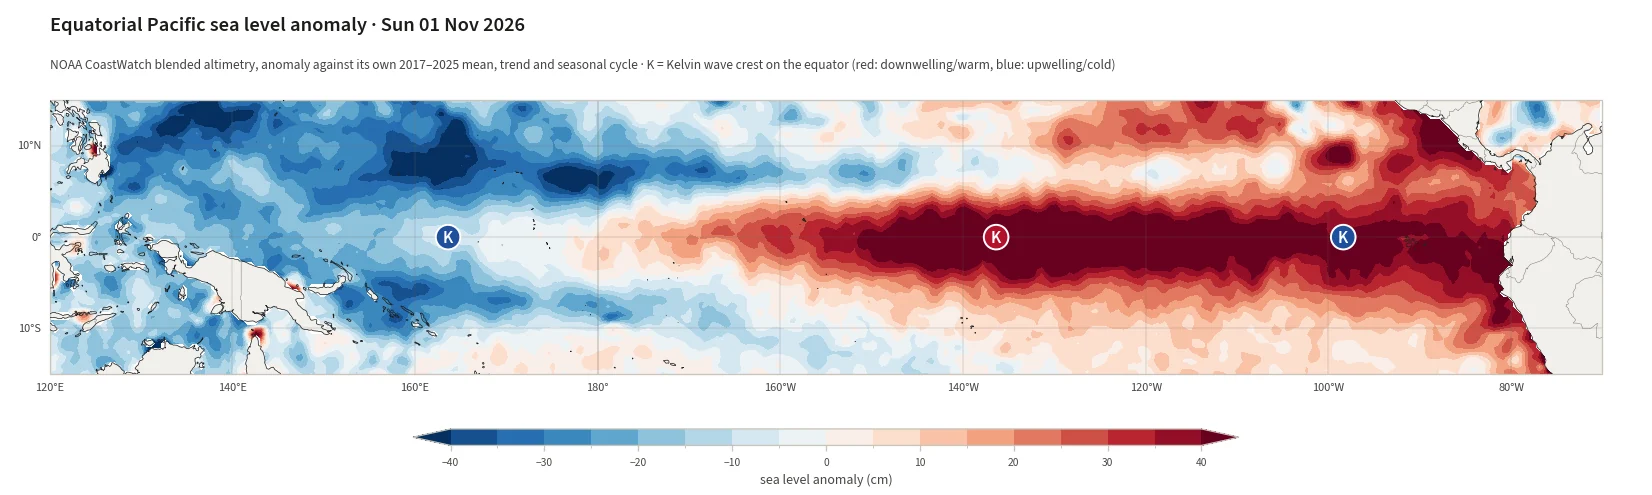 Equatorial Pacific sea level anomaly · Sun 01 Nov 2026
NOAA CoastWatch blended altimetry, anomaly against its own 2017–2025 mean, trend and seasonal cycle · K = Kelvin wave crest on the equator (red: downwelling/warm, blue: upwelling/cold)
10°N
0°
K K K
10°S
120°E 140°E 160°E 180° 160°W 140°W 120°W 100°W 80°W
−40 −30 −20 −10 0 10 20 30 40
sea level anomaly (cm)